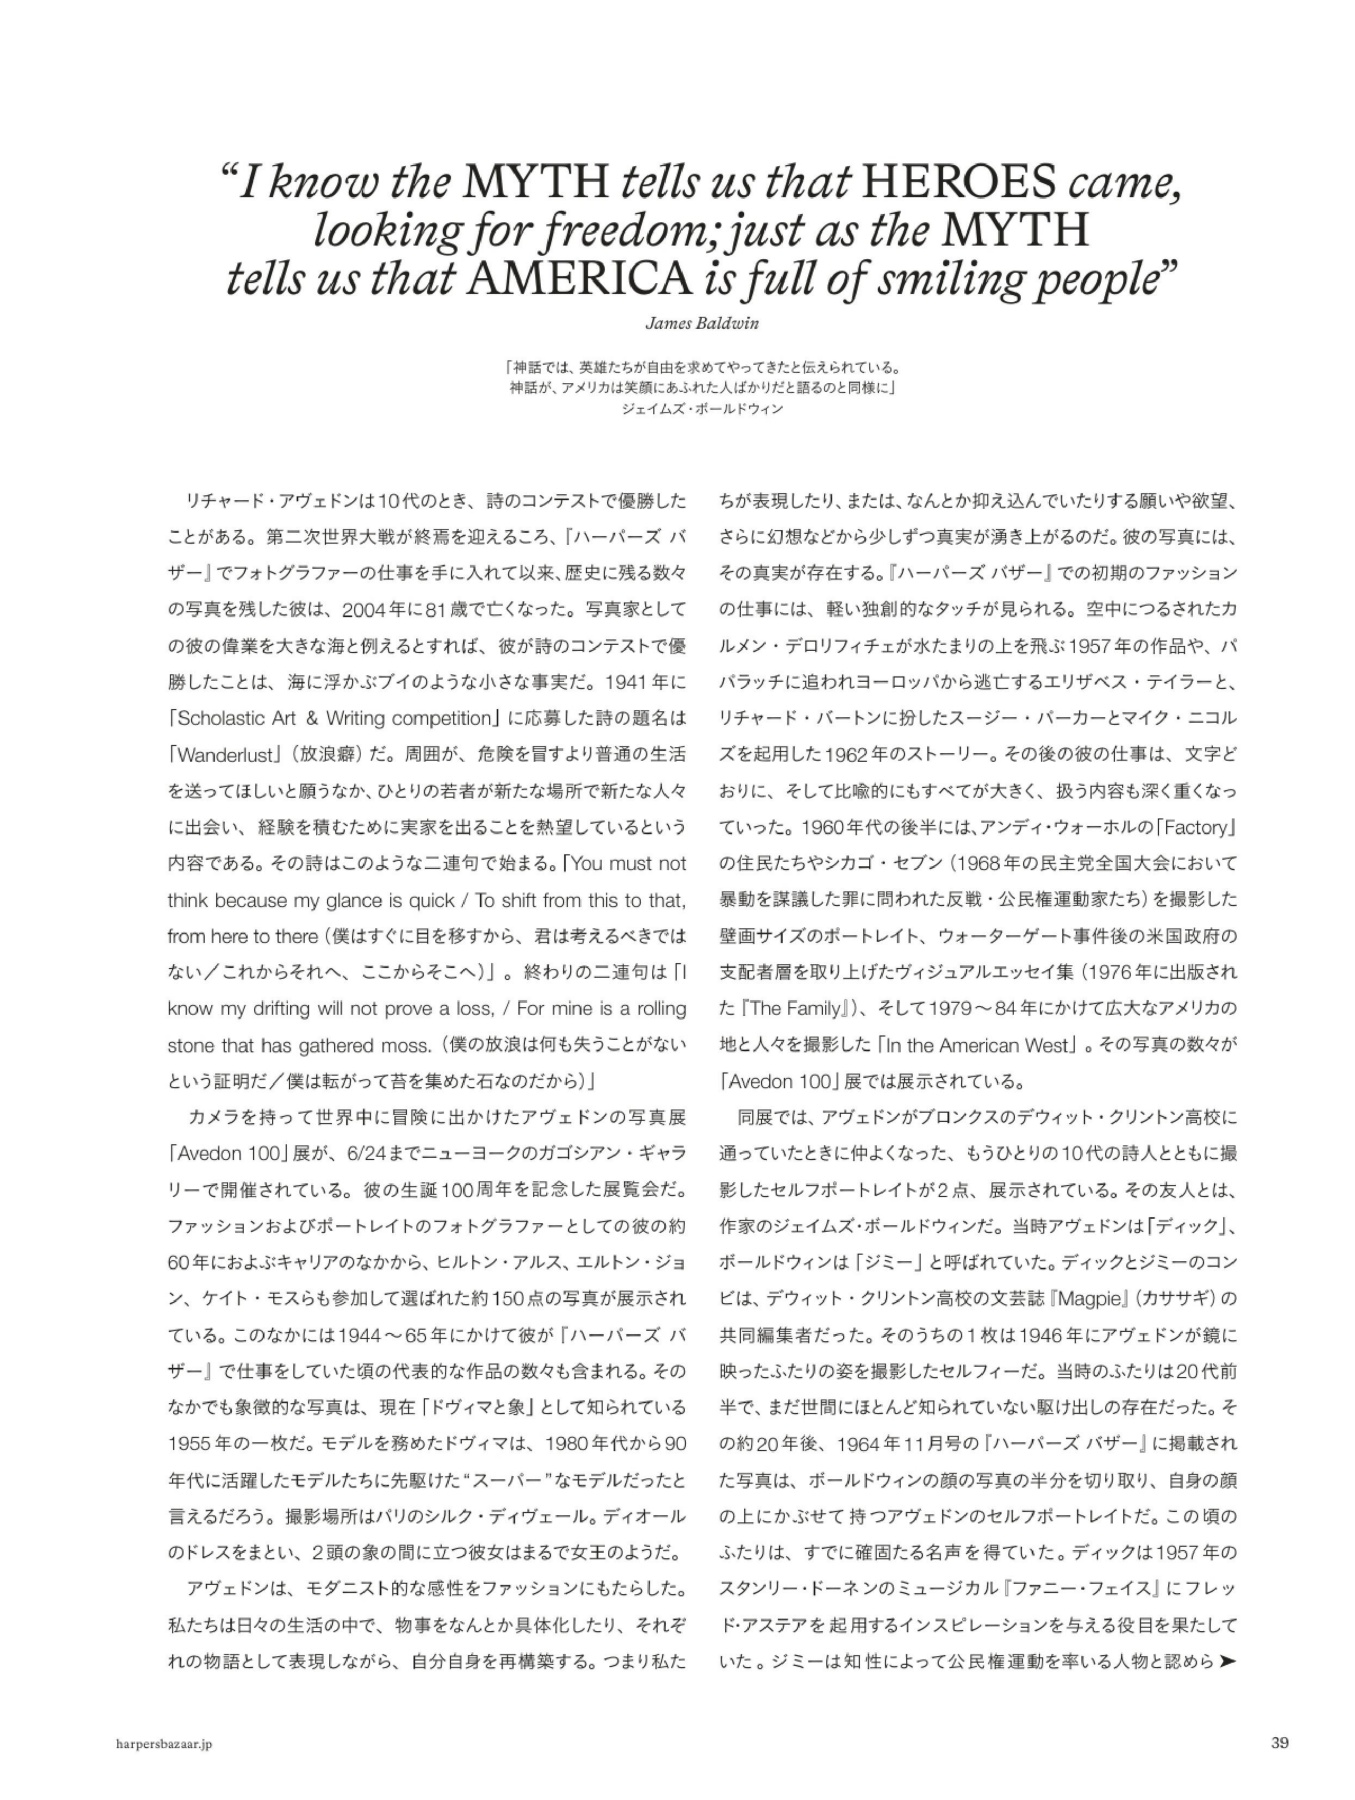 “I know the MYTH tells us that HEROES came,
looking for freedom; just as the MYTH
tells us that AMERICA is full of smiling people”
James Baldwin
「神話では、英雄たちが自由を求めてやってきたと伝えられている。
神話が、アメリカは笑顔にあふれた人ばかりだと語るのと同様に」
ジェイムズ・ボールドウィン
リチャード・アヴェドンは10代のとき、詩のコンテストで優勝した
ことがある。第二次世界大戦が終焉を迎えるころ、『ハーパーズ バ
ザー』でフォトグラファーの仕事を手に入れて以来、歴史に残る数々
の写真を残した彼は、2004年に81歳で亡くなった。写真家として
の彼の偉業を大きな海と例えるとすれば、彼が詩のコンテストで優
勝したことは、海に浮かぶブイのような小さな事実だ。1941年に
「Scholastic Art & Writing competition」に応募した詩の題名は
「Wanderlust」（放浪癖）だ。周囲が、危険を冒すより普通の生活
を送ってほしいと願うなか、ひとりの若者が新たな場所で新たな人々
に出会い、経験を積むために実家を出ることを熱望しているという
内容である。その詩はこのような二連句で始まる。「You must not
think because my glance is quick / To shift from this to that,
from here to there（僕はすぐに目を移すから、君は考えるべきでは
ない／これからそれへ、ここからそこへ）」。終わりの二連句は「I
know my drifting will not prove a loss, / For mine is a rolling
stone that has gathered moss.（僕の放浪は何も失うことがない
という証明だ／僕は転がって苔を集めた石なのだから）」
カメラを持って世界中に冒険に出かけたアヴェドンの写真展
「Avedon 100」展が、6/24までニューヨークのガゴシアン・ギャラ
リーで開催されている。彼の生誕100周年を記念した展覧会だ。
ファッションおよびポートレイトのフォトグラファーとしての彼の約
60年におよぶキャリアのなかから、ヒルトン・アルス、エルトン・ジョ
ン、ケイト・モスらも参加して選ばれた約150点の写真が展示され
ている。このなかには1944〜65年にかけて彼が『ハーパーズ バ
ザー』で仕事をしていた頃の代表的な作品の数々も含まれる。その
なかでも象徴的な写真は、現在「ドヴィマと象」として知られている
1955年の一枚だ。モデルを務めたドヴィマは、1980年代から90
年代に活躍したモデルたちに先駆けた“スーパー”なモデルだったと
言えるだろう。撮影場所はパリのシルク・ディヴェール。ディオール
のドレスをまとい、2頭の象の間に立つ彼女はまるで女王のようだ。
アヴェドンは、モダニスト的な感性をファッションにもたらした。
私たちは日々の生活の中で、物事をなんとか具体化したり、それぞ
れの物語として表現しながら、自分自身を再構築する。つまり私た
ちが表現したり、または、なんとか抑え込んでいたりする願いや欲望、
さらに幻想などから少しずつ真実が湧き上がるのだ。彼の写真には、
その真実が存在する。『ハーパーズ バザー』での初期のファッション
の仕事には、軽い独創的なタッチが見られる。空中につるされたカ
ルメン・デロリフィチェが水たまりの上を飛ぶ1957年の作品や、パ
パラッチに追われヨーロッパから逃亡するエリザベス・テイラーと、
リチャード・バートンに扮したスージー・パーカーとマイク・ニコル
ズを起用した1962年のストーリー。その後の彼の仕事は、文字ど
おりに、そして比喩的にもすべてが大きく、扱う内容も深く重くなっ
ていった。1960年代の後半には、アンディ・ウォーホルの「Factory」
の住民たちやシカゴ・セブン（1968年の民主党全国大会において
暴動を謀議した罪に問われた反戦・公民権運動家たち）を撮影した
壁画サイズのポートレイト、ウォーターゲート事件後の米国政府の
支配者層を取り上げたヴィジュアルエッセイ集（1976年に出版され
た『The Family』）、そして1979〜84年にかけて広大なアメリカの
地と人々を撮影した「In the American West」。その写真の数々が
「Avedon 100」展では展示されている。
同展では、アヴェドンがブロンクスのデウィット・クリントン高校に
通っていたときに仲よくなった、もうひとりの10代の詩人とともに撮
影したセルフポートレイトが2点、展示されている。その友人とは、
作家のジェイムズ・ボールドウィンだ。当時アヴェドンは「ディック」、
ボールドウィンは「ジミー」と呼ばれていた。ディックとジミーのコン
ビは、デウィット・クリントン高校の文芸誌『Magpie』（カササギ）の
共同編集者だった。そのうちの1枚は1946年にアヴェドンが鏡に
映ったふたりの姿を撮影したセルフィーだ。当時のふたりは20代前
半で、まだ世間にほとんど知られていない駆け出しの存在だった。そ
の約20年後、1964年11月号の『ハーパーズ バザー』に掲載され
た写真は、ボールドウィンの顔の写真の半分を切り取り、自身の顔
の上にかぶせて持つアヴェドンのセルフポートレイトだ。この頃の
ふたりは、すでに確固たる名声を得ていた。ディックは1957年の
スタンリー・ドーネンのミュージカル『ファニー・フェイス』にフレッ
ド・アステアを起用するインスピレーションを与える役目を果たして
いた。ジミーは知性によって公民権運動を率いる人物と認めら➤
harpersbazaar.jp
39